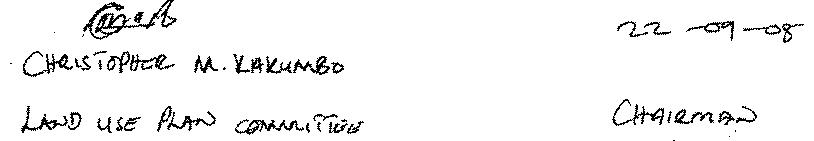 22-09-08
CHRISTOPHER M. KAKUMBO
LAND USE PLAN COMMITTEE CHAIRMAN